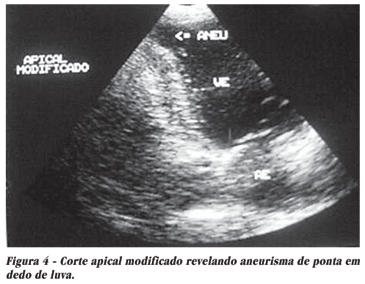 <= ANEU
APICAL
MODIFICADO
VE
AE
Figura 4 - Corte apical modificado revelando aneurisma de ponta em
dedo de luva.